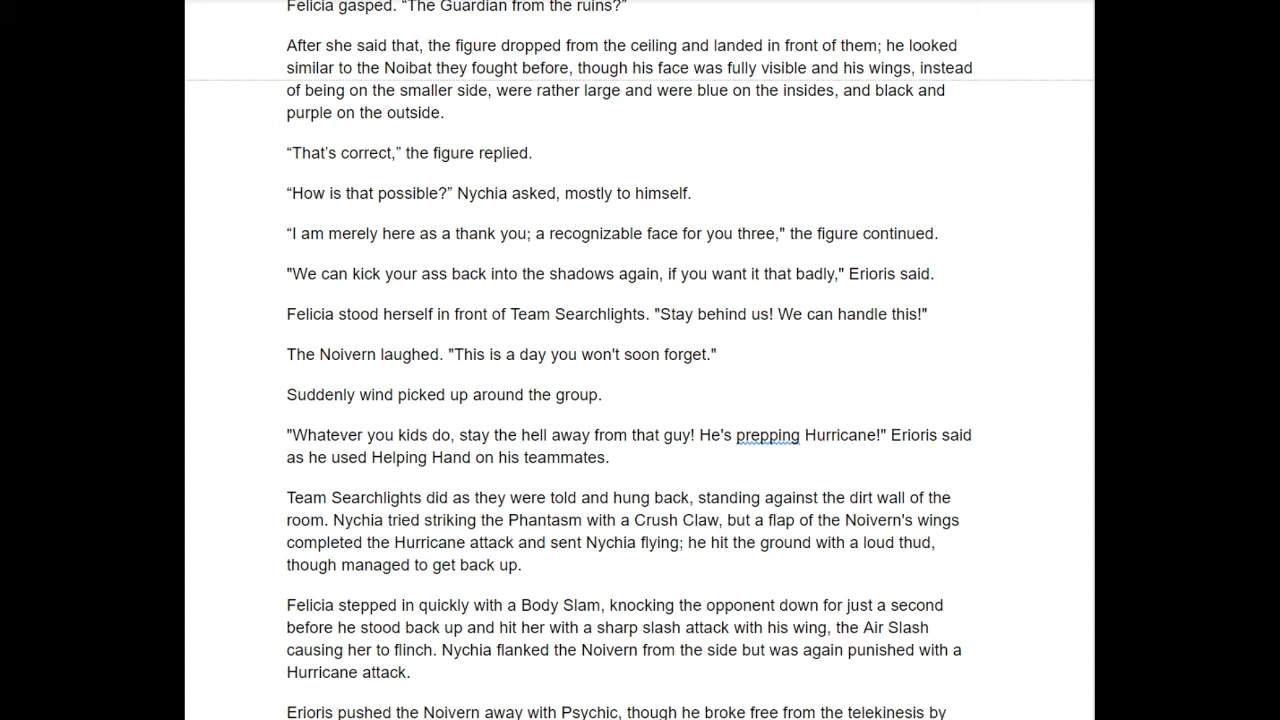 Felicia gasped. “The Guardian from the ruins?”
After she said that, the figure dropped from the ceiling and landed in front of them; he looked
similar to the Noibat they fought before, though his face was fully visible and his wings, instead
of being on the smaller side, were rather large and were blue on the insides, and black and
purple on the outside.
“That’s correct,” the figure replied.
“How is that possible?” Nychia asked, mostly to himself.
“I am merely here as a thank you; a recognizable face for you three," the figure continued.
"We can kick your ass back into the shadows again, if you want it that badly," Erioris said.
Felicia stood herself in front of Team Searchlights. "Stay behind us! We can handle this!"
The Noivern laughed. "This is a day you won't soon forget."
Suddenly wind picked up around the group.
"Whatever you kids do, stay the hell away from that guy! He's prepping Hurricane!" Erioris said
as he used Helping Hand on his teammates.
Team Searchlights did as they were told and hung back, standing against the dirt wall of the
room. Nychia tried striking the Phantasm with a Crush Claw, but a flap of the Noivern's wings
completed the Hurricane attack and sent Nychia flying; he hit the ground with a loud thud,
though managed to get back up.
Felicia stepped in quickly with a Body Slam, knocking the opponent down for just a second
before he stood back up and hit her with a sharp slash attack with his wing, the Air Slash
causing her to flinch. Nychia flanked the Noivern from the side but was again punished with a
Hurricane attack.
Erioris pushed the Noivern away with Psychic, though he broke free from the telekinesis by